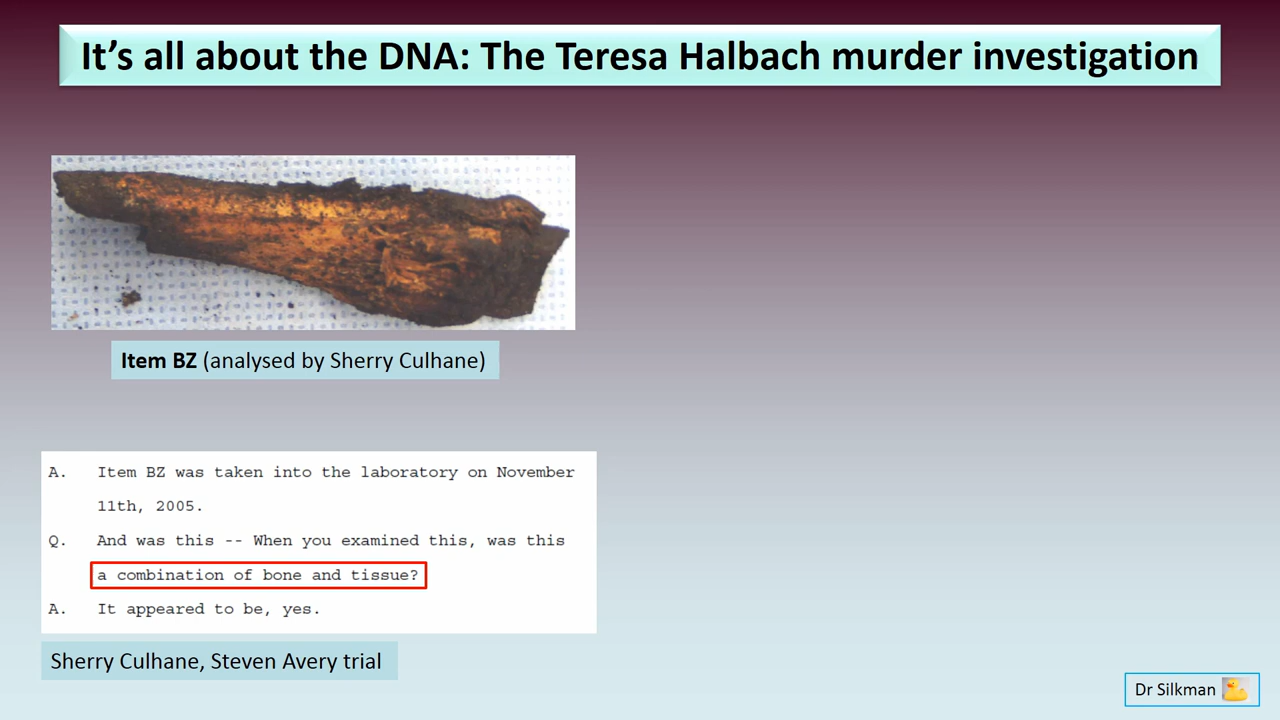 It’s all about the DNA: The Teresa Halbach murder investigation
Item BZ (analysed by Sherry Culhane)
A. Item BZ was taken into the laboratory on November
11th, 2005.
Q. And was this -- When you examined this, was this
a combination of bone and tissue?
A. It appeared to be, yes.
Sherry Culhane, Steven Avery trial
Dr Silkman